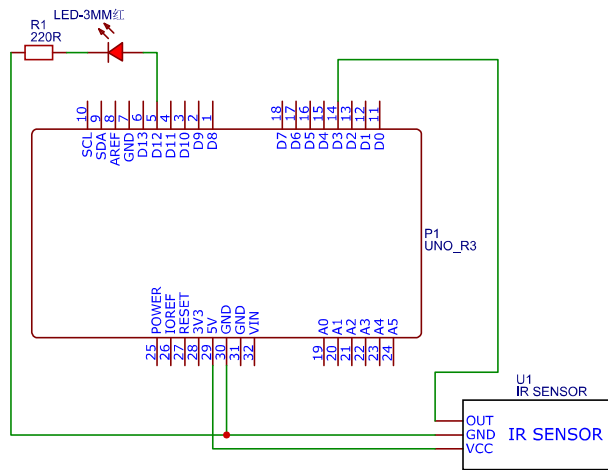 LED-3MM红
R1
220R
10 9 8 7 6 5 4 3 2 1
18 17 16 15 14 13 12 11
SCL SDA AREF GND D13 D12 D11 D10 D9 D8
D7 D6 D5 D4 D3 D2 D1 D0
P1
UNO_R3
POWER IOREF RESET 3V3 5V GND GND VIN
A0 A1 A2 A3 A4 A5
25 26 27 28 29 30 31 32
19 20 21 22 23 24
U1
IR SENSOR
OUT
GND IR SENSOR
VCC